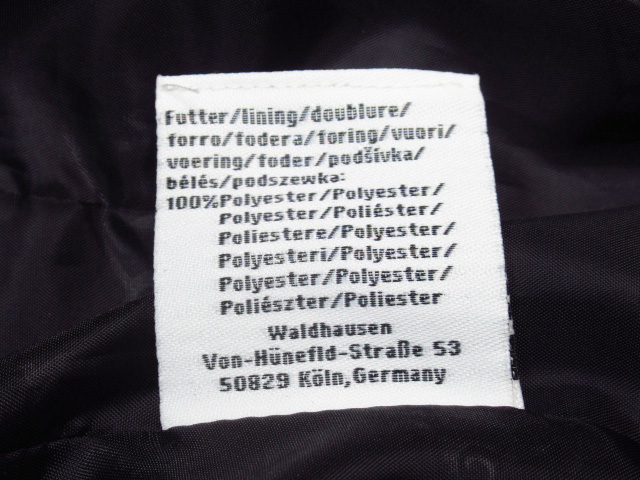 Futter/lining/doublure/
forro/fodera/foring/vuori/
voering/foder/podšívka/
bélés/podszewka:
100%Polyester/Polyester/
Polyester/Poliéster/
Poliestere/Polyester/
Polyesteri/Polyester/
Polyester/Polyester/
Poliészter/Poliester
Waldhausen
Von-Hünefld-Straße 53
50829 Köln,Germany